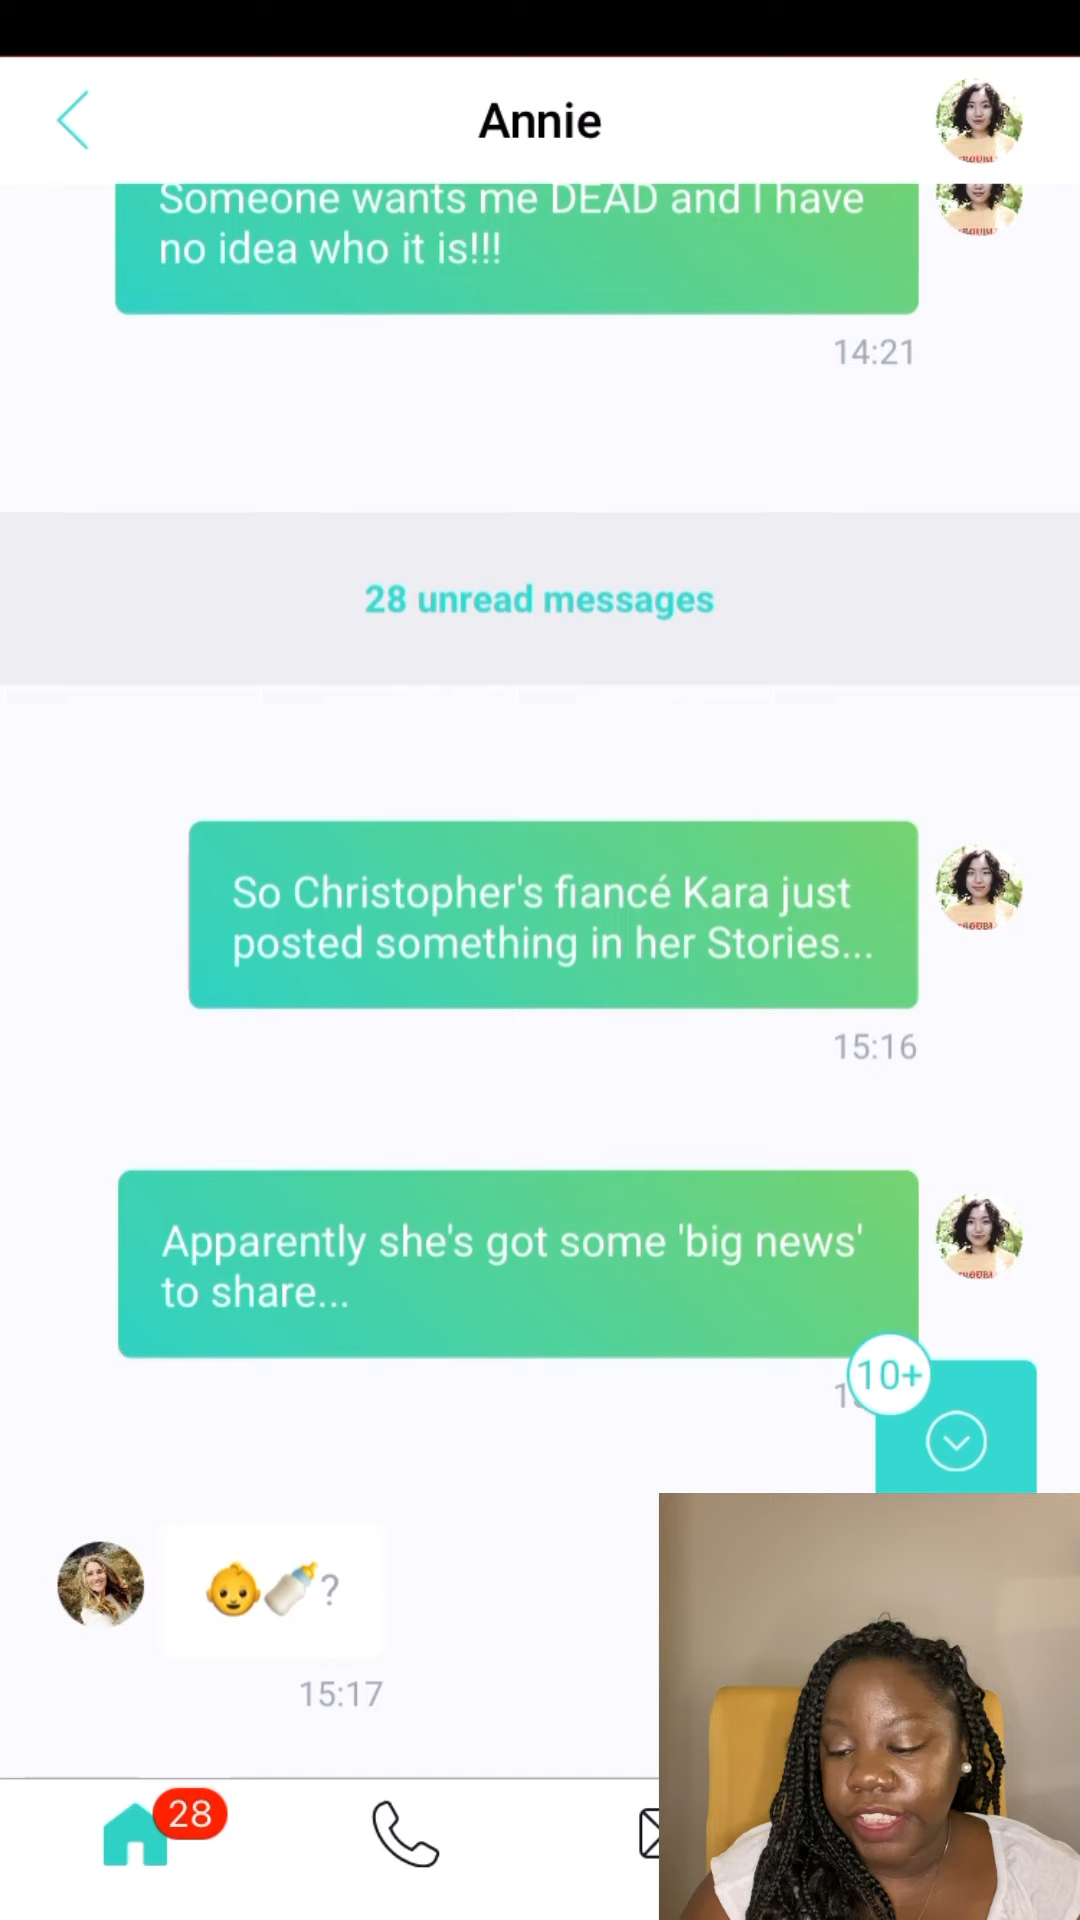 Annie
Someone wants me DEAD and I have
no idea who it is!!!
14:21
28 unread messages
So Christopher's fiancé Kara just
posted something in her Stories...
15:16
Apparently she's got some 'big news'
to share...
10+
👶🍼?
15:17
28